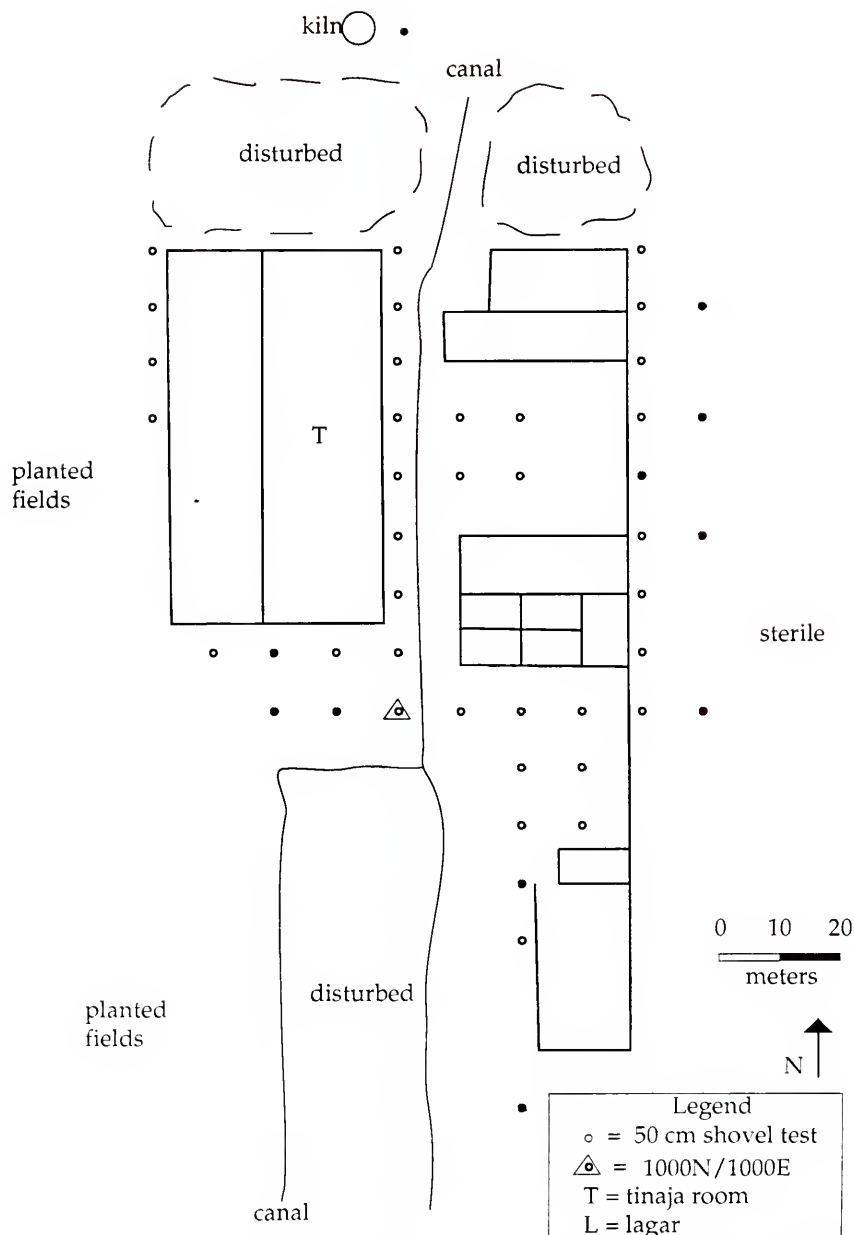 kiln
canal
disturbed
disturbed
T
planted
fields
sterile
0 10 20
meters
disturbed
planted
fields
N
canal
Legend
= 50 cm shovel test
= 1000N/1000E
T = tinaja room
L = lagar